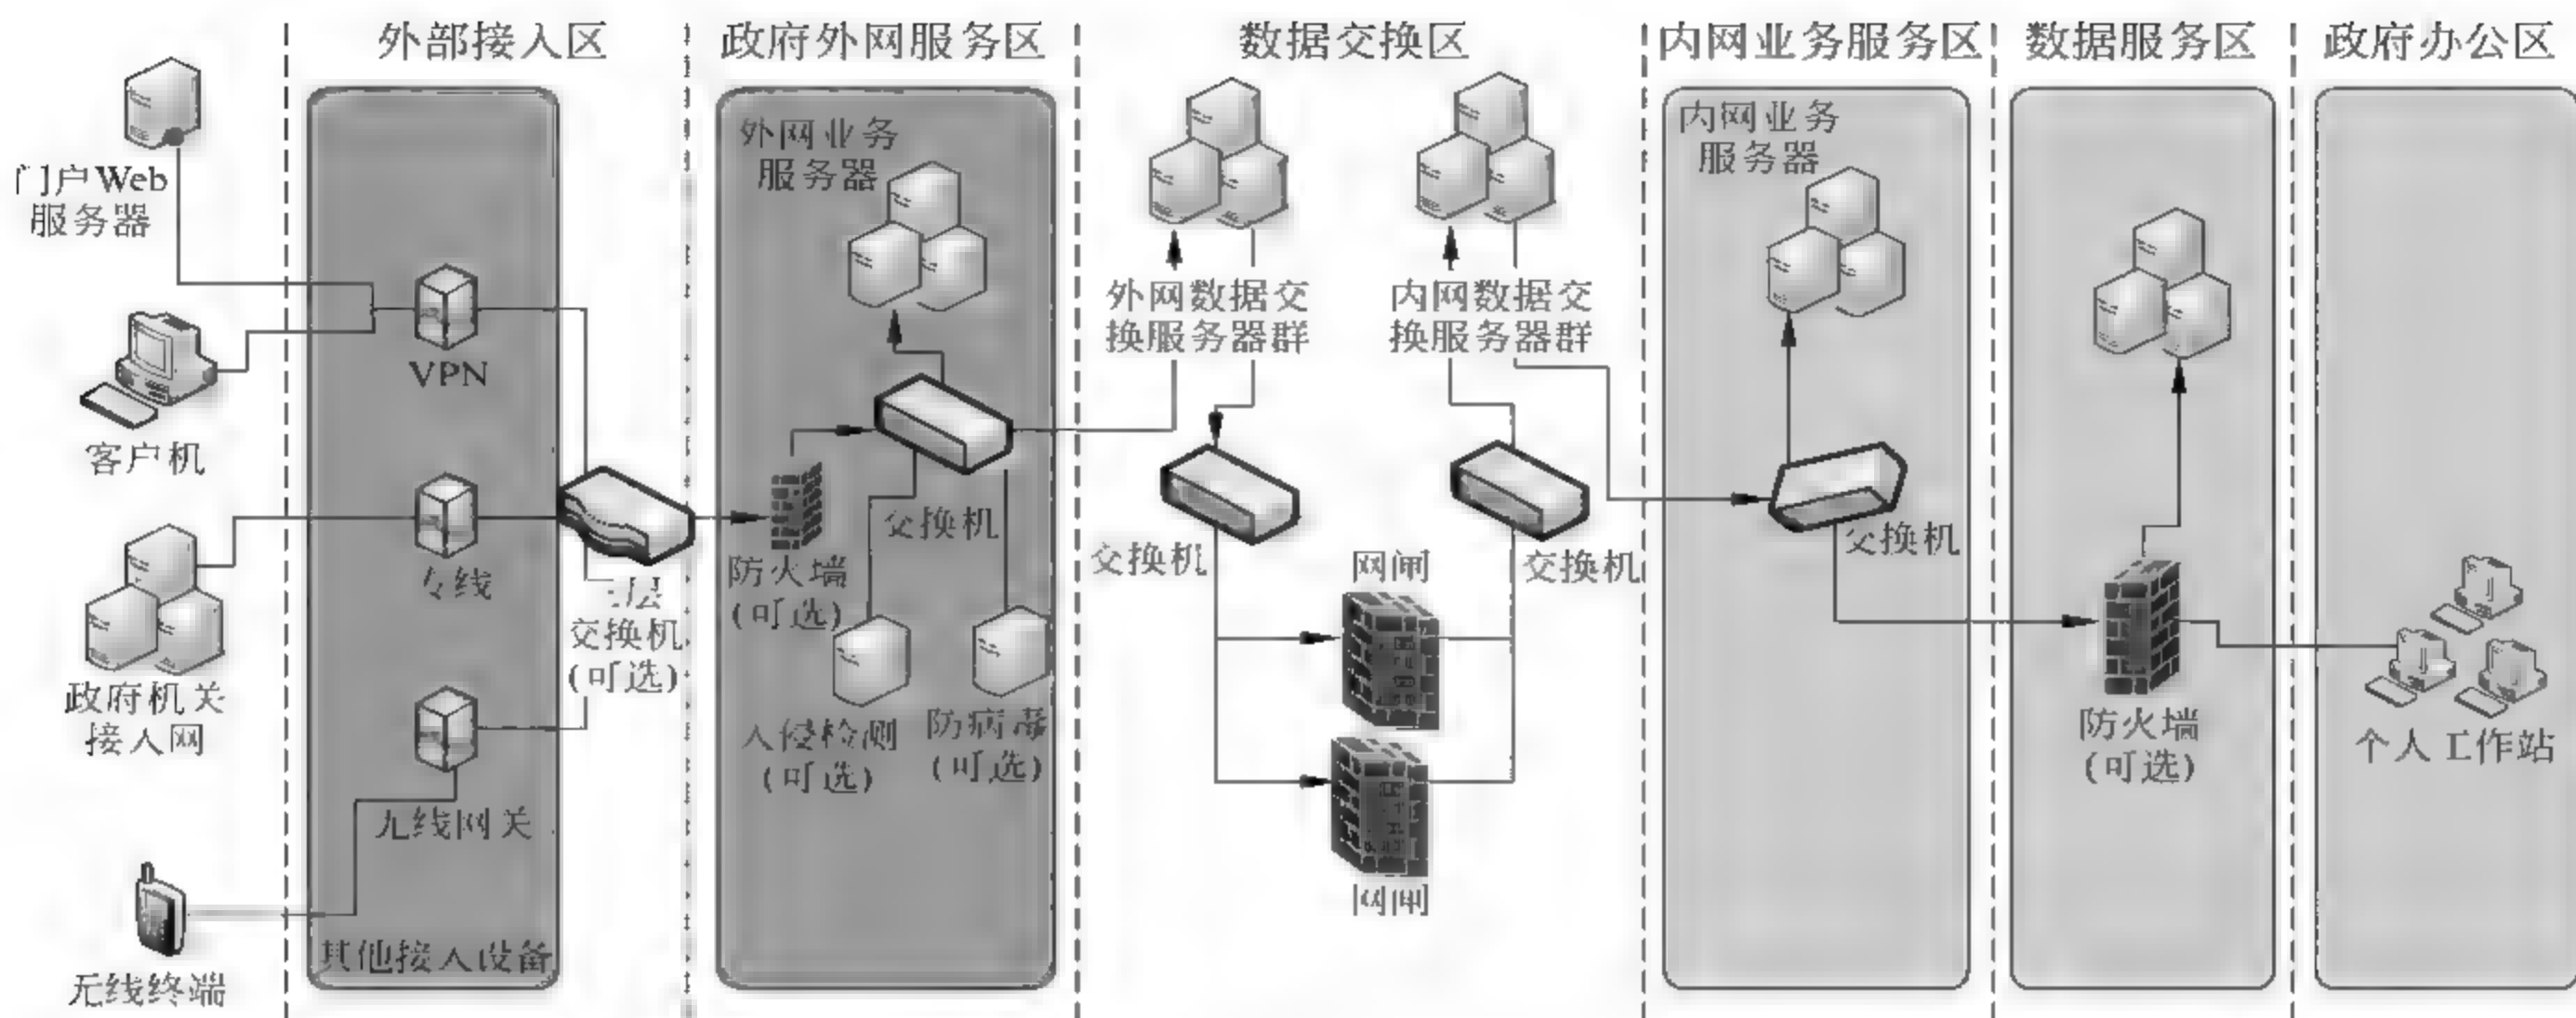 外部接入区
政府外网服务区
数据交换区
内网业务服务区
数据服务区
政府办公区
门户Web
服务器
客户机
政府机关
接入网
无线终端
VPN
专线
无线网关
其他接入设备
三层
交换机
(可选)
外网业务
服务器
防火墙
(可选)
交换机
入侵检测
(可选)
防病毒
(可选)
外网数据交
换服务器群
内网数据交
换服务器群
交换机
网闸
交换机
网闸
内网业务
服务器
交换机
防火墙
(可选)
个人工作站